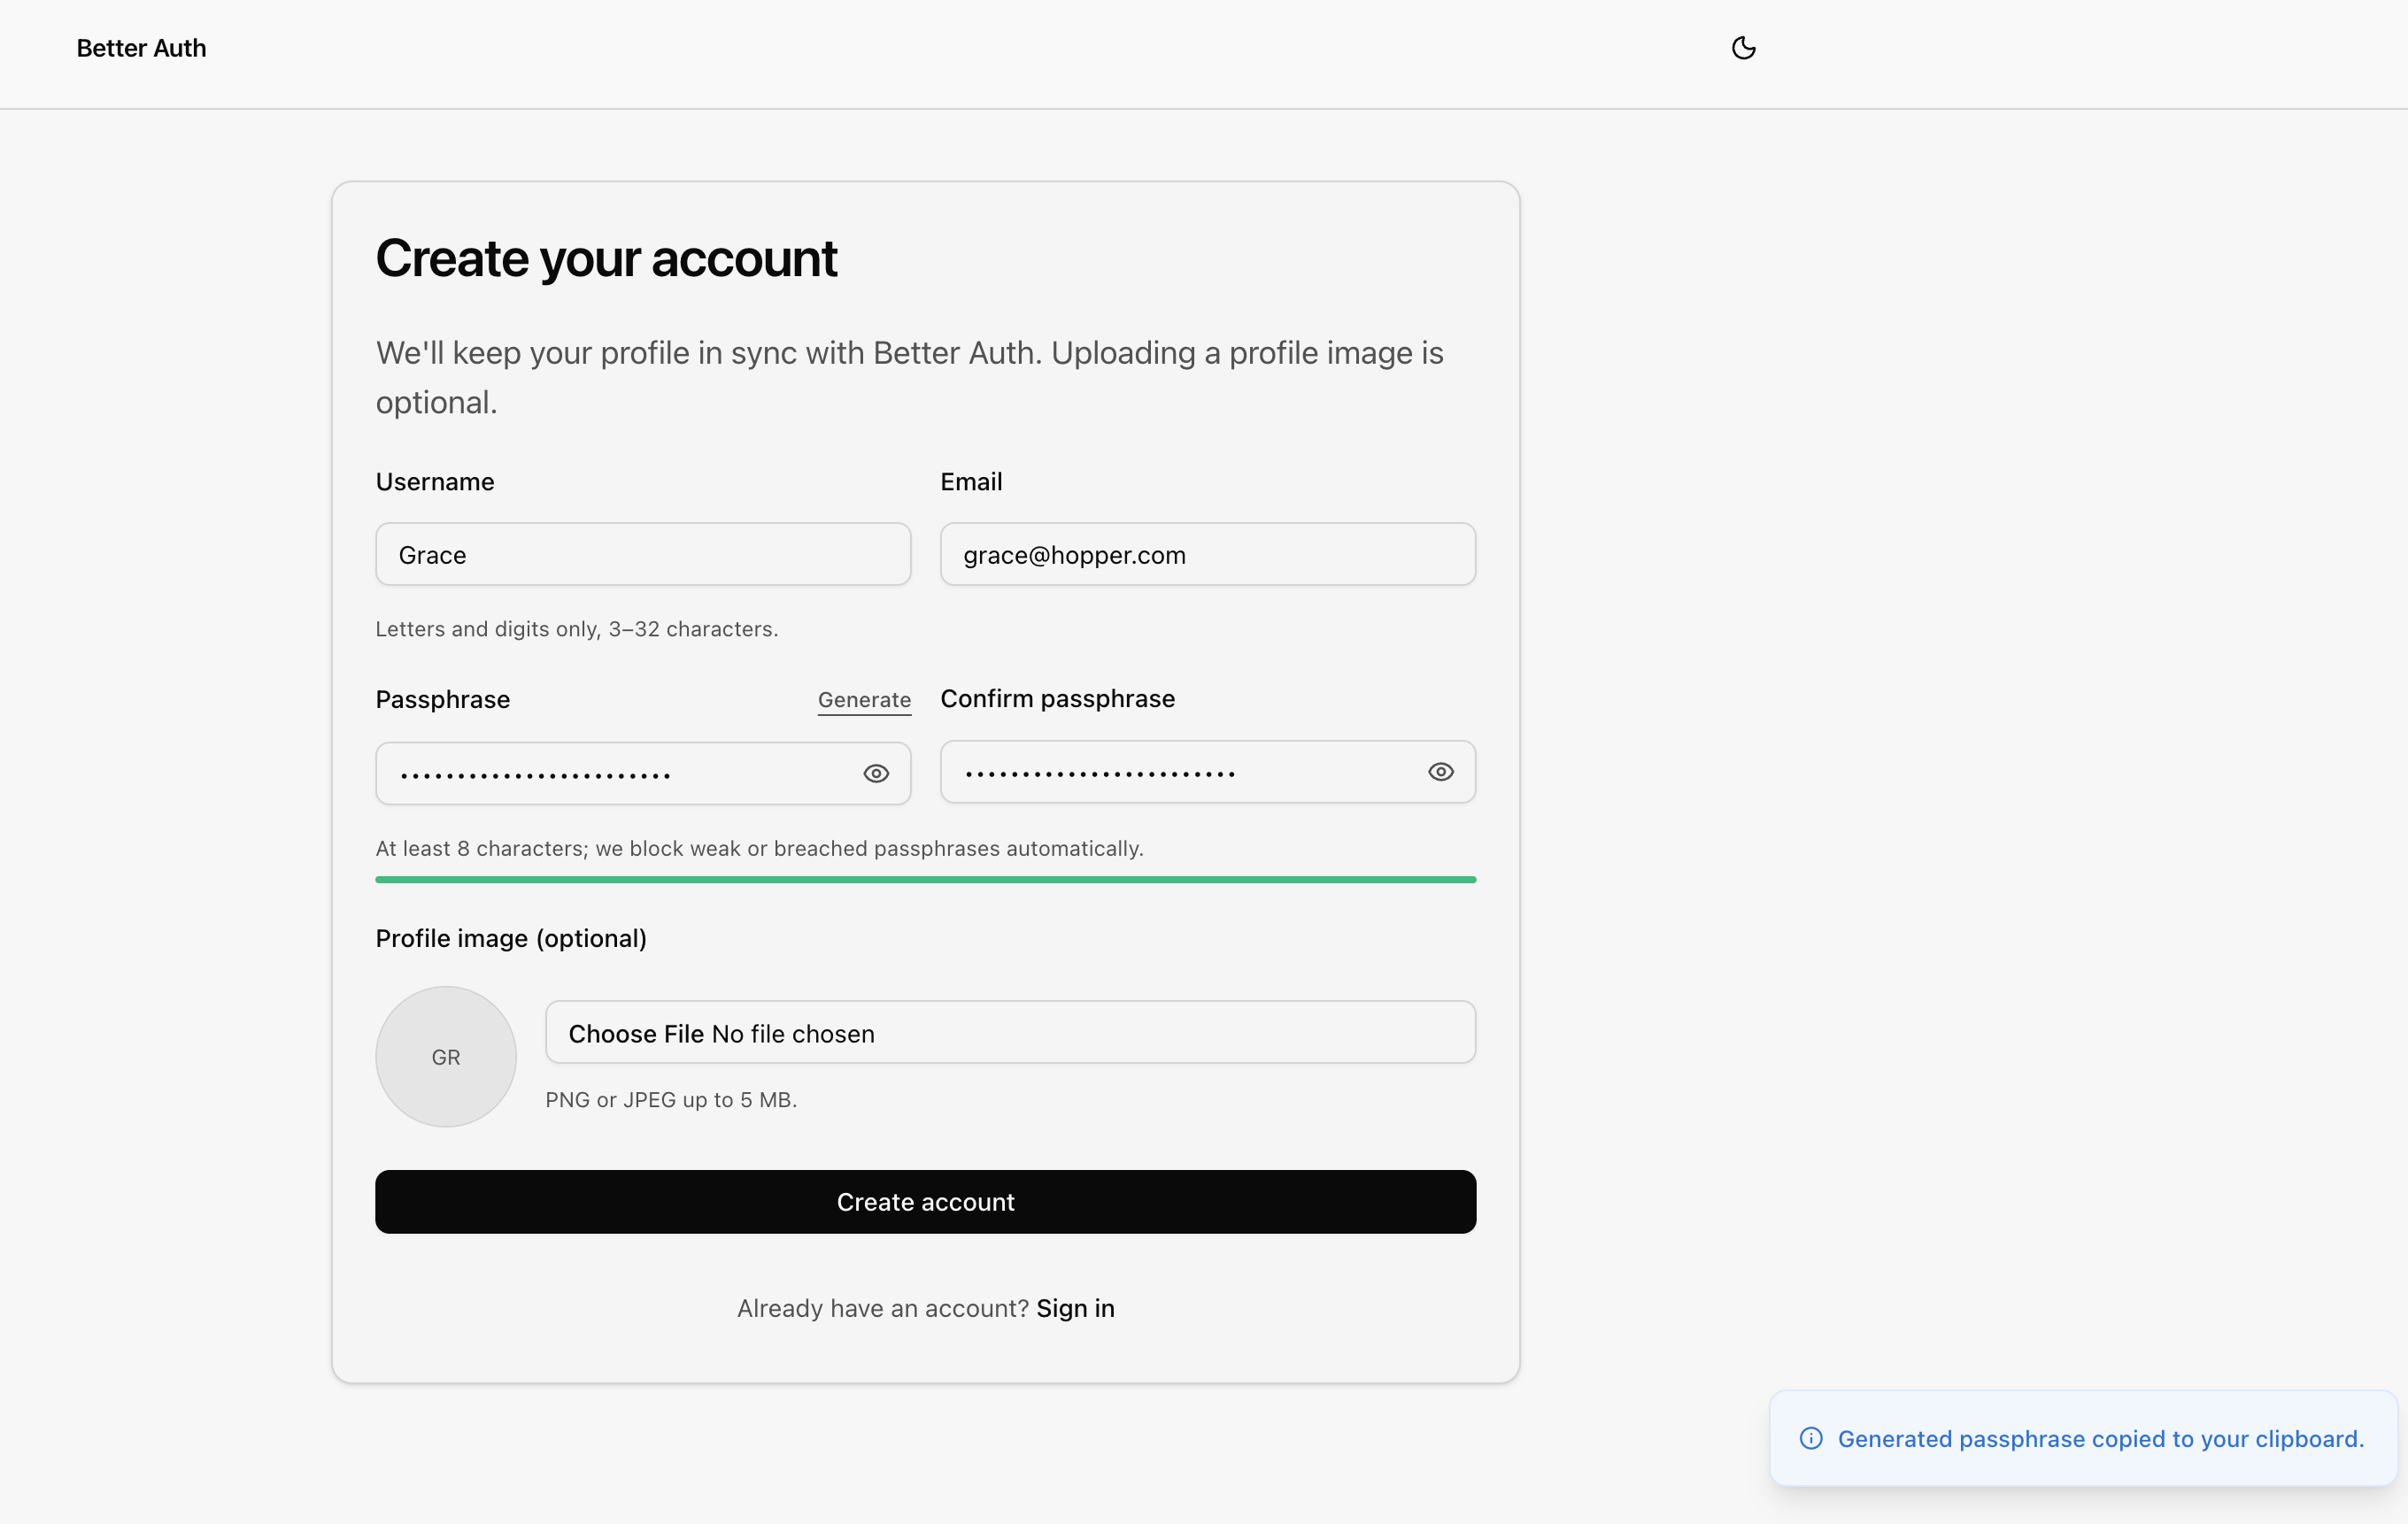 Better Auth
Create your account
We'll keep your profile in sync with Better Auth. Uploading a profile image is
optional.
Username
Email
Grace
grace@hopper.com
Letters and digits only, 3–32 characters.
Passphrase
Generate
Confirm passphrase
••••••••••••••••••••••••
••••••••••••••••••••••••
At least 8 characters; we block weak or breached passphrases automatically.
Profile image (optional)
GR
Choose File No file chosen
PNG or JPEG up to 5 MB.
Create account
Already have an account? Sign in
Generated passphrase copied to your clipboard.